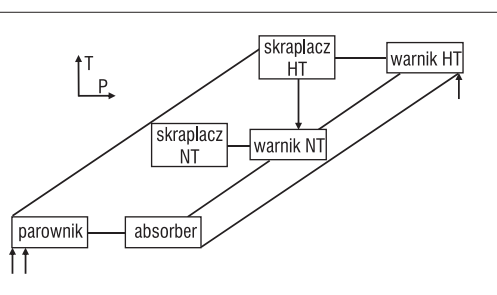 skraplacz
HT
warnik HT
T
P
skraplacz
NT
warnik NT
parownik
absorber